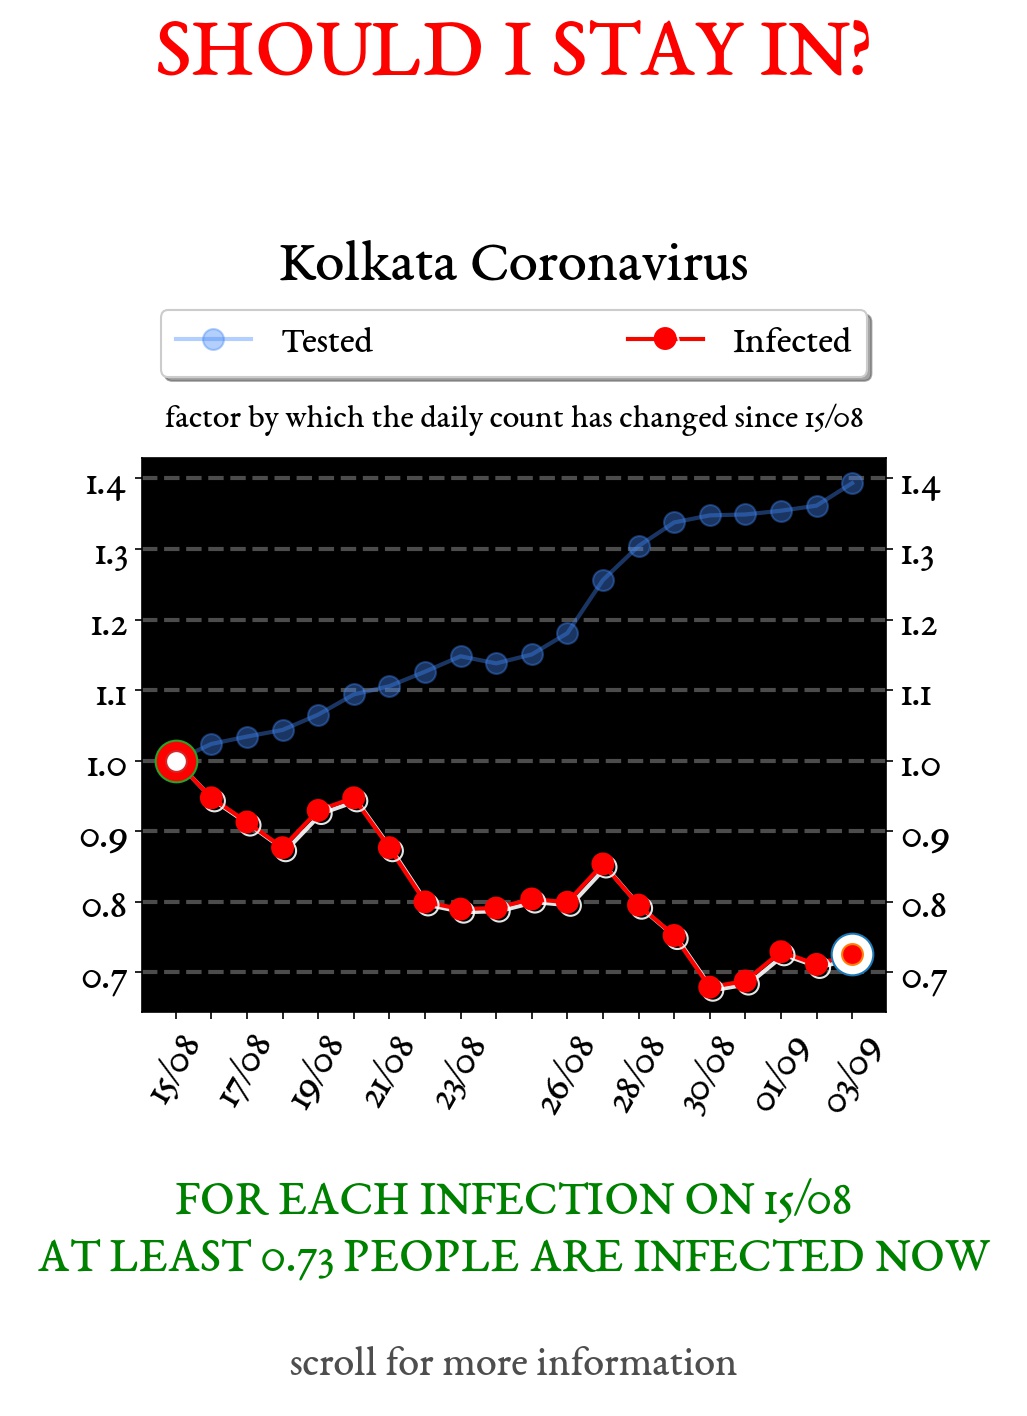 SHOULD I STAY IN?
Kolkata Coronavirus
Tested Infected
factor by which the daily count has changed since 15/08
1.4 1.4
1.3 1.3
1.2 1.2
1.1 1.1
1.0 1.0
0.9 0.9
0.8 0.8
0.7 0.7
15/08 17/08 19/08 21/08 23/08 26/08 28/08 30/08 01/09 03/09
FOR EACH INFECTION ON 15/08
AT LEAST 0.73 PEOPLE ARE INFECTED NOW
scroll for more information